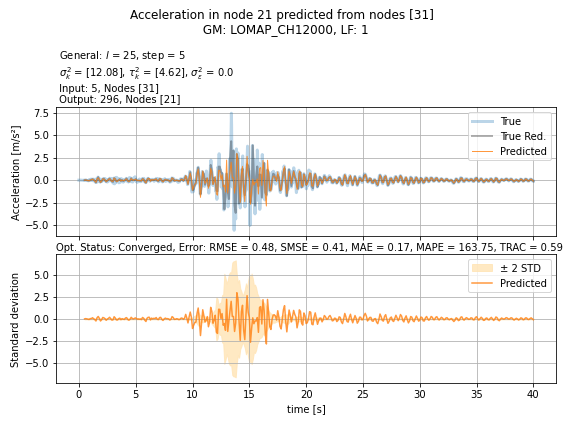 Acceleration in node 21 predicted from nodes [31]
GM: LOMAP_CH12000, LF: 1
General: l = 25, step = 5
σ²ₖ = [12.08], τ²ₖ = [4.62], σ²ε = 0.0
Input: 5, Nodes [31]
Output: 296, Nodes [21]
Acceleration [m/s²]
7.5
5.0
2.5
0.0
−2.5
−5.0
True
True Red.
Predicted
Opt. Status: Converged, Error: RMSE = 0.48, SMSE = 0.41, MAE = 0.17, MAPE = 163.75, TRAC = 0.59
Standard deviation
5.0
2.5
0.0
−2.5
−5.0
± 2 STD
Predicted
0 5 10 15 20 25 30 35 40
time [s]